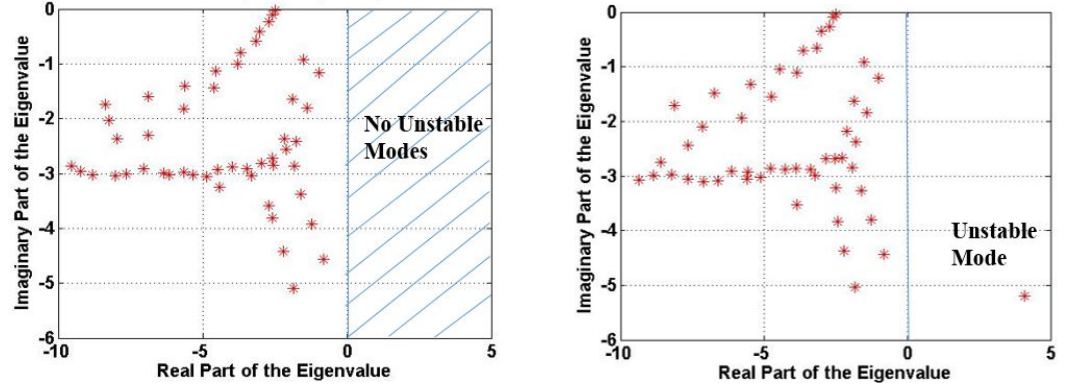 0
-1
-2
-3
-4
-5
-6
-10
-5
0
5
Imaginary Part of the Eigenvalue
Real Part of the Eigenvalue
No Unstable
Modes
0
-1
-2
-3
-4
-5
-6
-10
-5
0
5
Imaginary Part of the Eigenvalue
Real Part of the Eigenvalue
Unstable
Mode